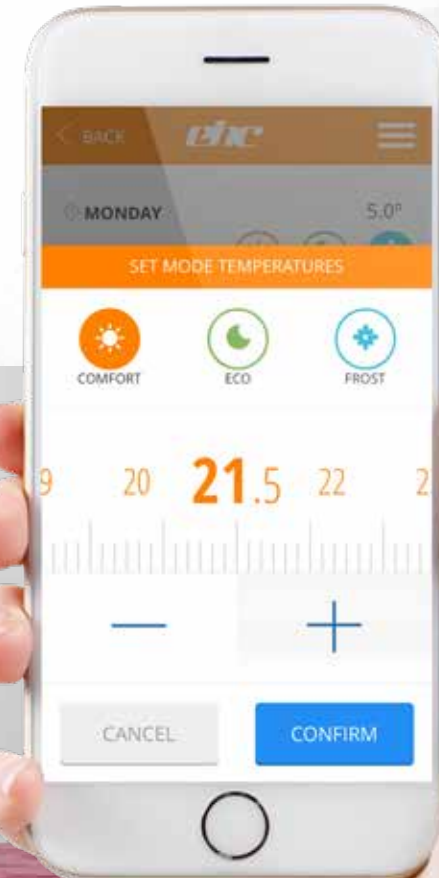 BACK ehc
MONDAY 5.0°
SET MODE TEMPERATURES
COMFORT ECO FROST
9 20 21.5 22 2
CANCEL CONFIRM